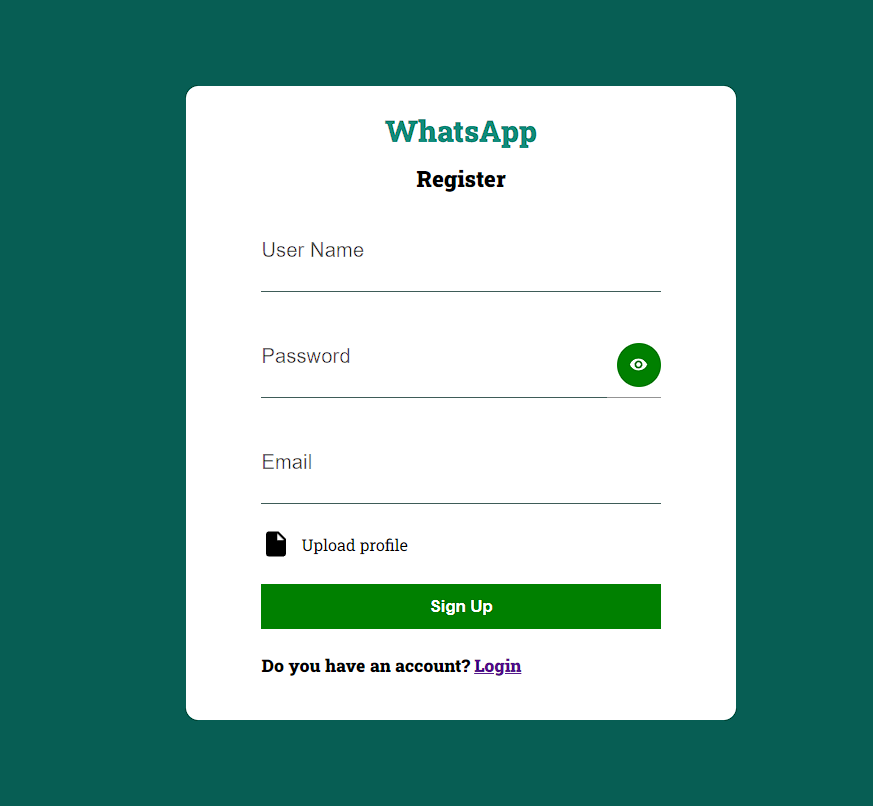 WhatsApp
Register
User Name
Password
Email
Upload profile
Sign Up
Do you have an account? Login